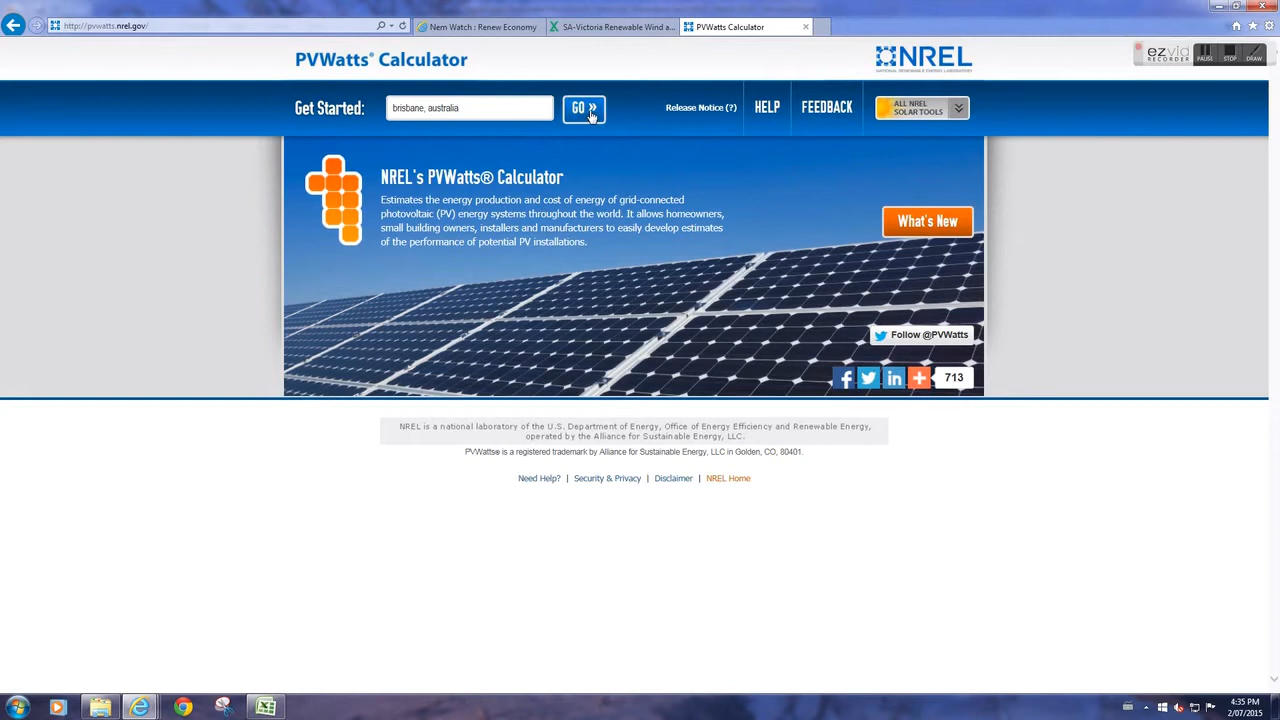 http://pvwatts.nrel.gov/
Nem Watch : Renew Economy
SA-Victoria Renewable Wind a...
PVWatts Calculator
PVWatts® Calculator
NREL
NATIONAL RENEWABLE ENERGY LABORATORY
ezvid
RECORDER
PAUSE
STOP
DRAW
Get Started:
brisbane, australia
GO »
Release Notice (?)
HELP
FEEDBACK
ALL NREL
SOLAR TOOLS
NREL's PVWatts® Calculator
Estimates the energy production and cost of energy of grid-connected
photovoltaic (PV) energy systems throughout the world. It allows homeowners,
small building owners, installers and manufacturers to easily develop estimates
of the performance of potential PV installations.
What's New
Follow @PVWatts
713
NREL is a national laboratory of the U.S. Department of Energy, Office of Energy Efficiency and Renewable Energy,
operated by the Alliance for Sustainable Energy, LLC.
PVWatts® is a registered trademark by Alliance for Sustainable Energy, LLC in Golden, CO, 80401.
Need Help? | Security & Privacy | Disclaimer | NREL Home
4:35 PM
2/07/2015